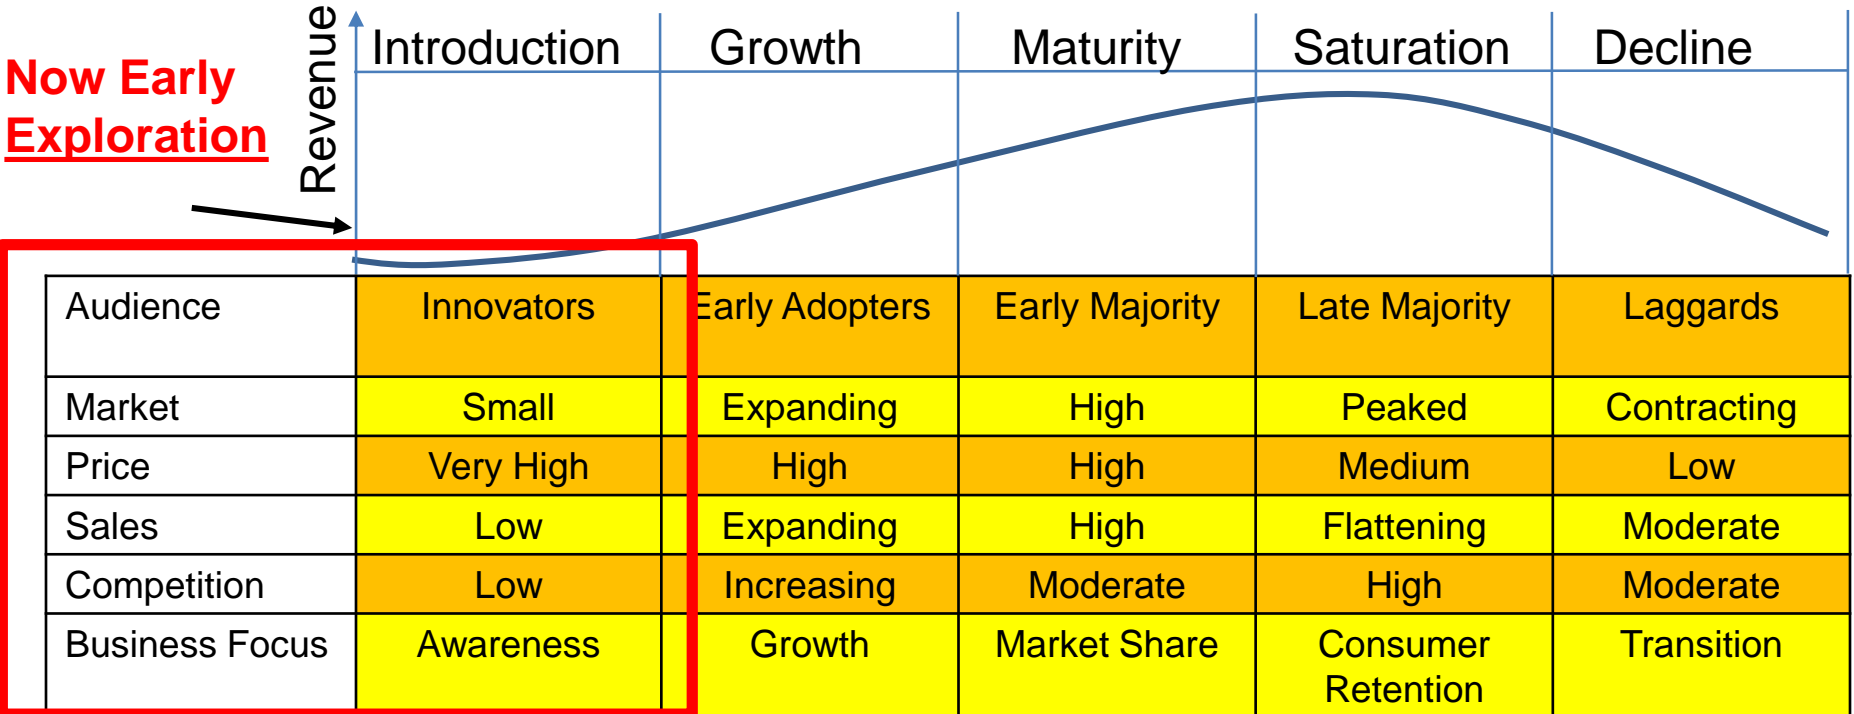 Now Early
Exploration
Revenue
Introduction Growth Maturity Saturation Decline
Audience Innovators Early Adopters Early Majority Late Majority Laggards
Market Small Expanding High Peaked Contracting
Price Very High High High Medium Low
Sales Low Expanding High Flattening Moderate
Competition Low Increasing Moderate High Moderate
Business Focus Awareness Growth Market Share Consumer Transition
Retention